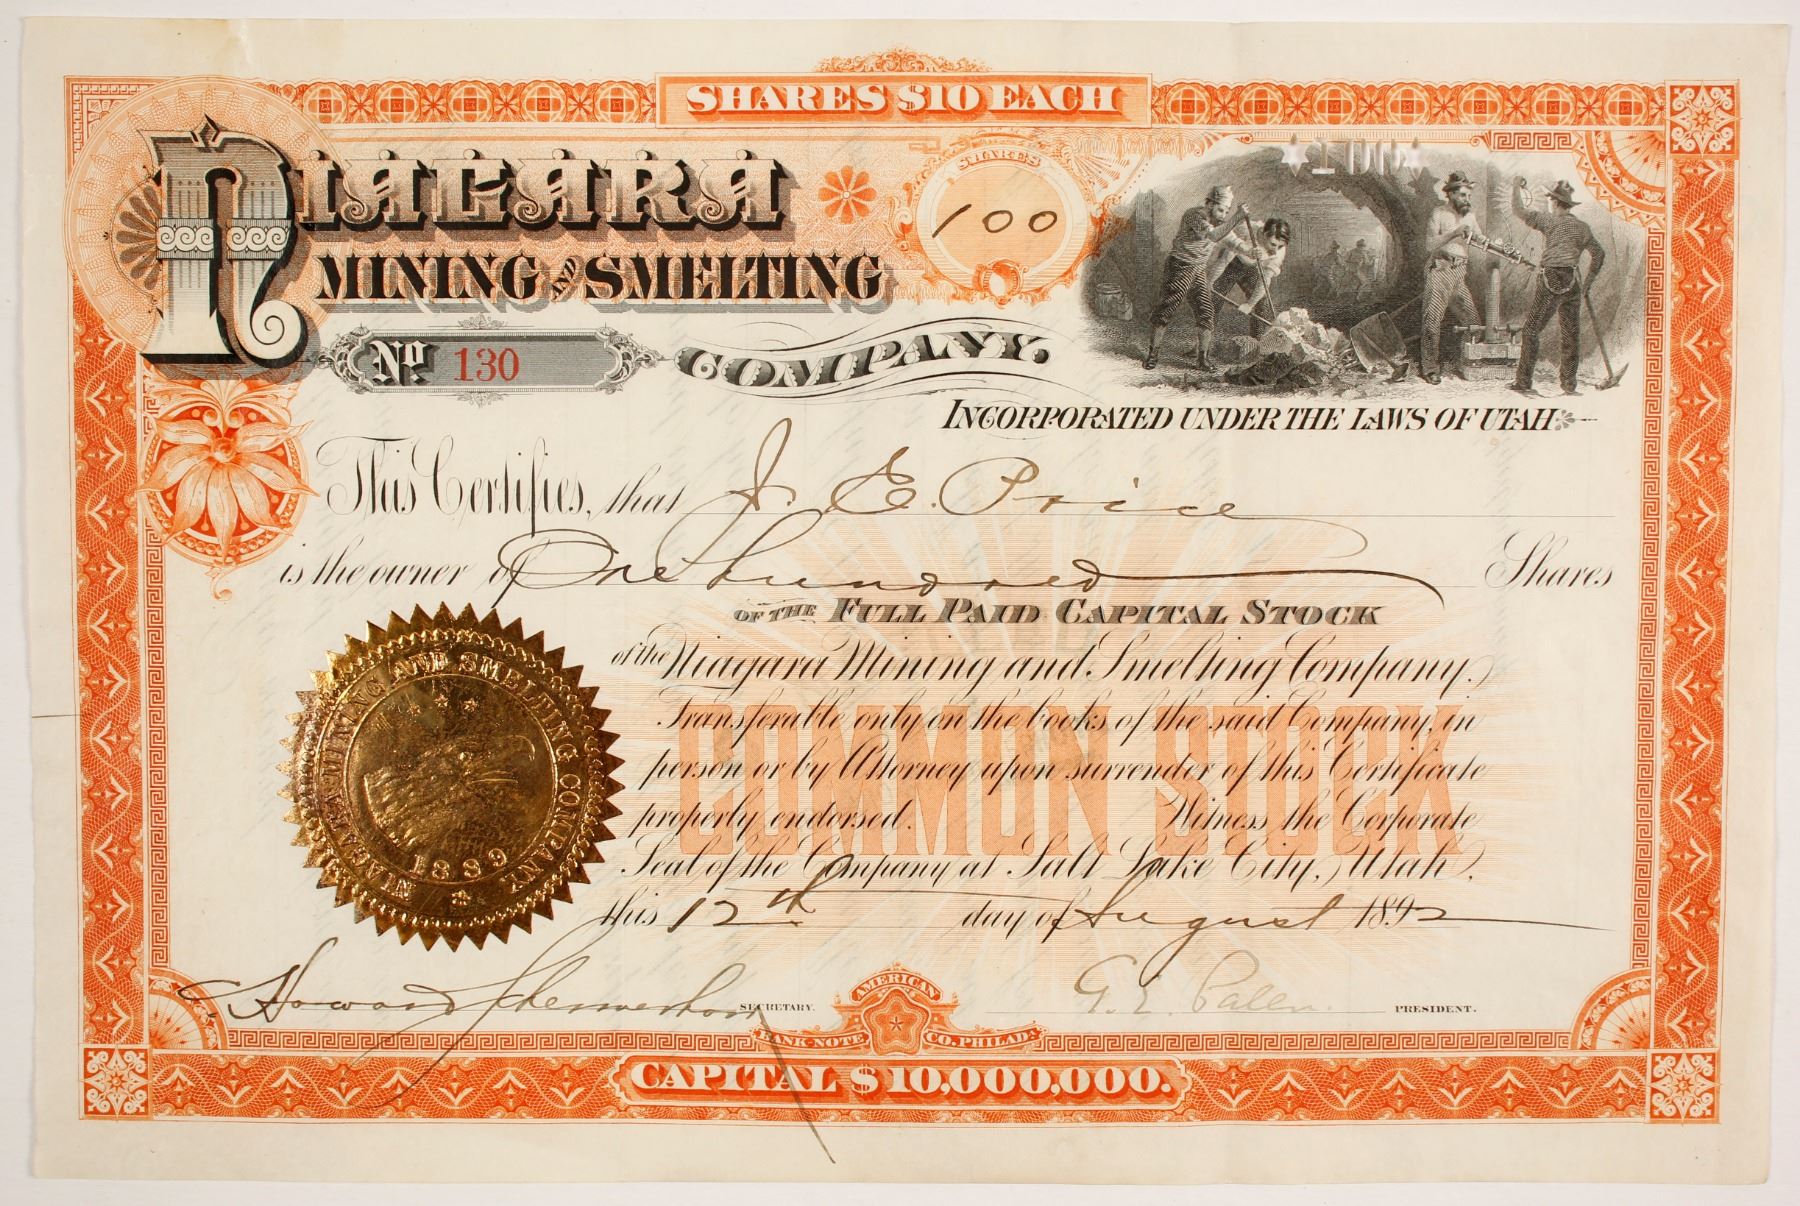 SHARES $10 EACH
NIAGARA
MINING AND SMELTING
COMPANY.
No 130
SHARES
100
*100*
INCORPORATED UNDER THE LAWS OF UTAH
This Certifies, that J. E. Price
is the owner of One hundred Shares
OF THE FULL PAID CAPITAL STOCK
of the Niagara Mining and Smelting Company.
Transferable only on the books of the said Company, in
person or by Attorney upon surrender of this Certificate
properly endorsed. Witness the Corporate
Seal of the Company at Salt Lake City, Utah,
this 12th day of August 1892
COMMON STOCK
NIAGARA MINING AND SMELTING COMPANY
1889
Howard Schermerhorn SECRETARY.
G. E. Palen. PRESIDENT.
AMERICAN
BANK-NOTE CO. PHILADA
CAPITAL $10,000,000.